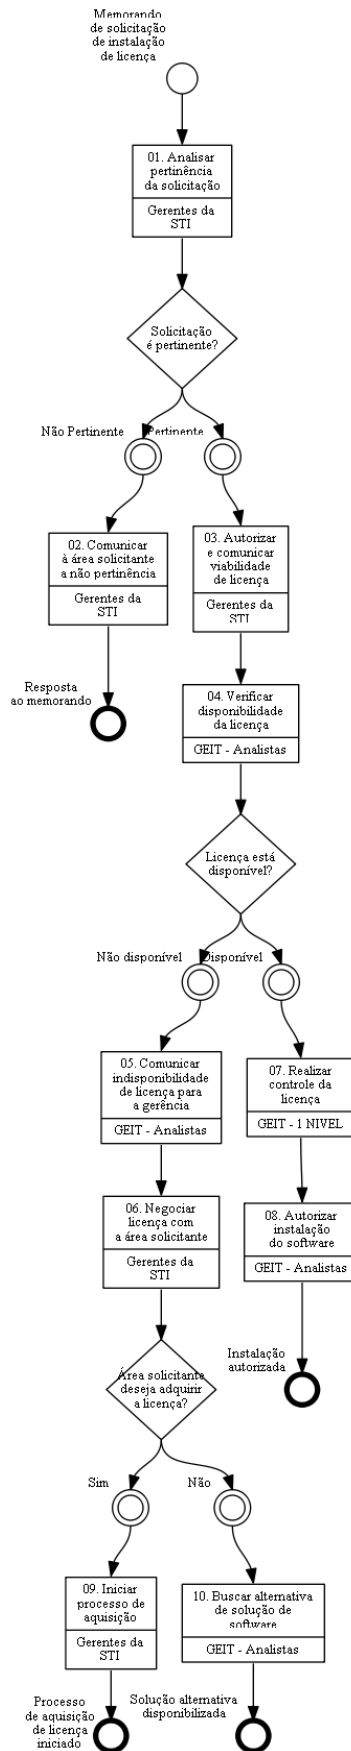 Memorando
de solicitação
de instalação
de licença
01. Analisar
pertinência
da solicitação
Gerentes da
STI
Solicitação
é pertinente?
Não Pertinente
Pertinente
02. Comunicar
à área solicitante
a não pertinência
Gerentes da
STI
03. Autorizar
e comunicar
viabilidade
de licença
Gerentes da
STI
Resposta
ao memorando
04. Verificar
disponibilidade
da licença
GEIT - Analistas
Licença está
disponível?
Não disponível
Disponível
05. Comunicar
indisponibilidade
de licença para
a gerência
GEIT - Analistas
07. Realizar
controle da
licença
GEIT - 1 NIVEL
06. Negociar
licença com
a área solicitante
Gerentes da
STI
08. Autorizar
instalação
do software
GEIT - Analistas
Instalação
autorizada
Área solicitante
deseja adquirir
a licença?
Sim
Não
09. Iniciar
processo de
aquisição
Gerentes da
STI
10. Buscar alternativa
de solução de
software
GEIT - Analistas
Processo
de aquisição
de licença
iniciado
Solução alternativa
disponibilizada